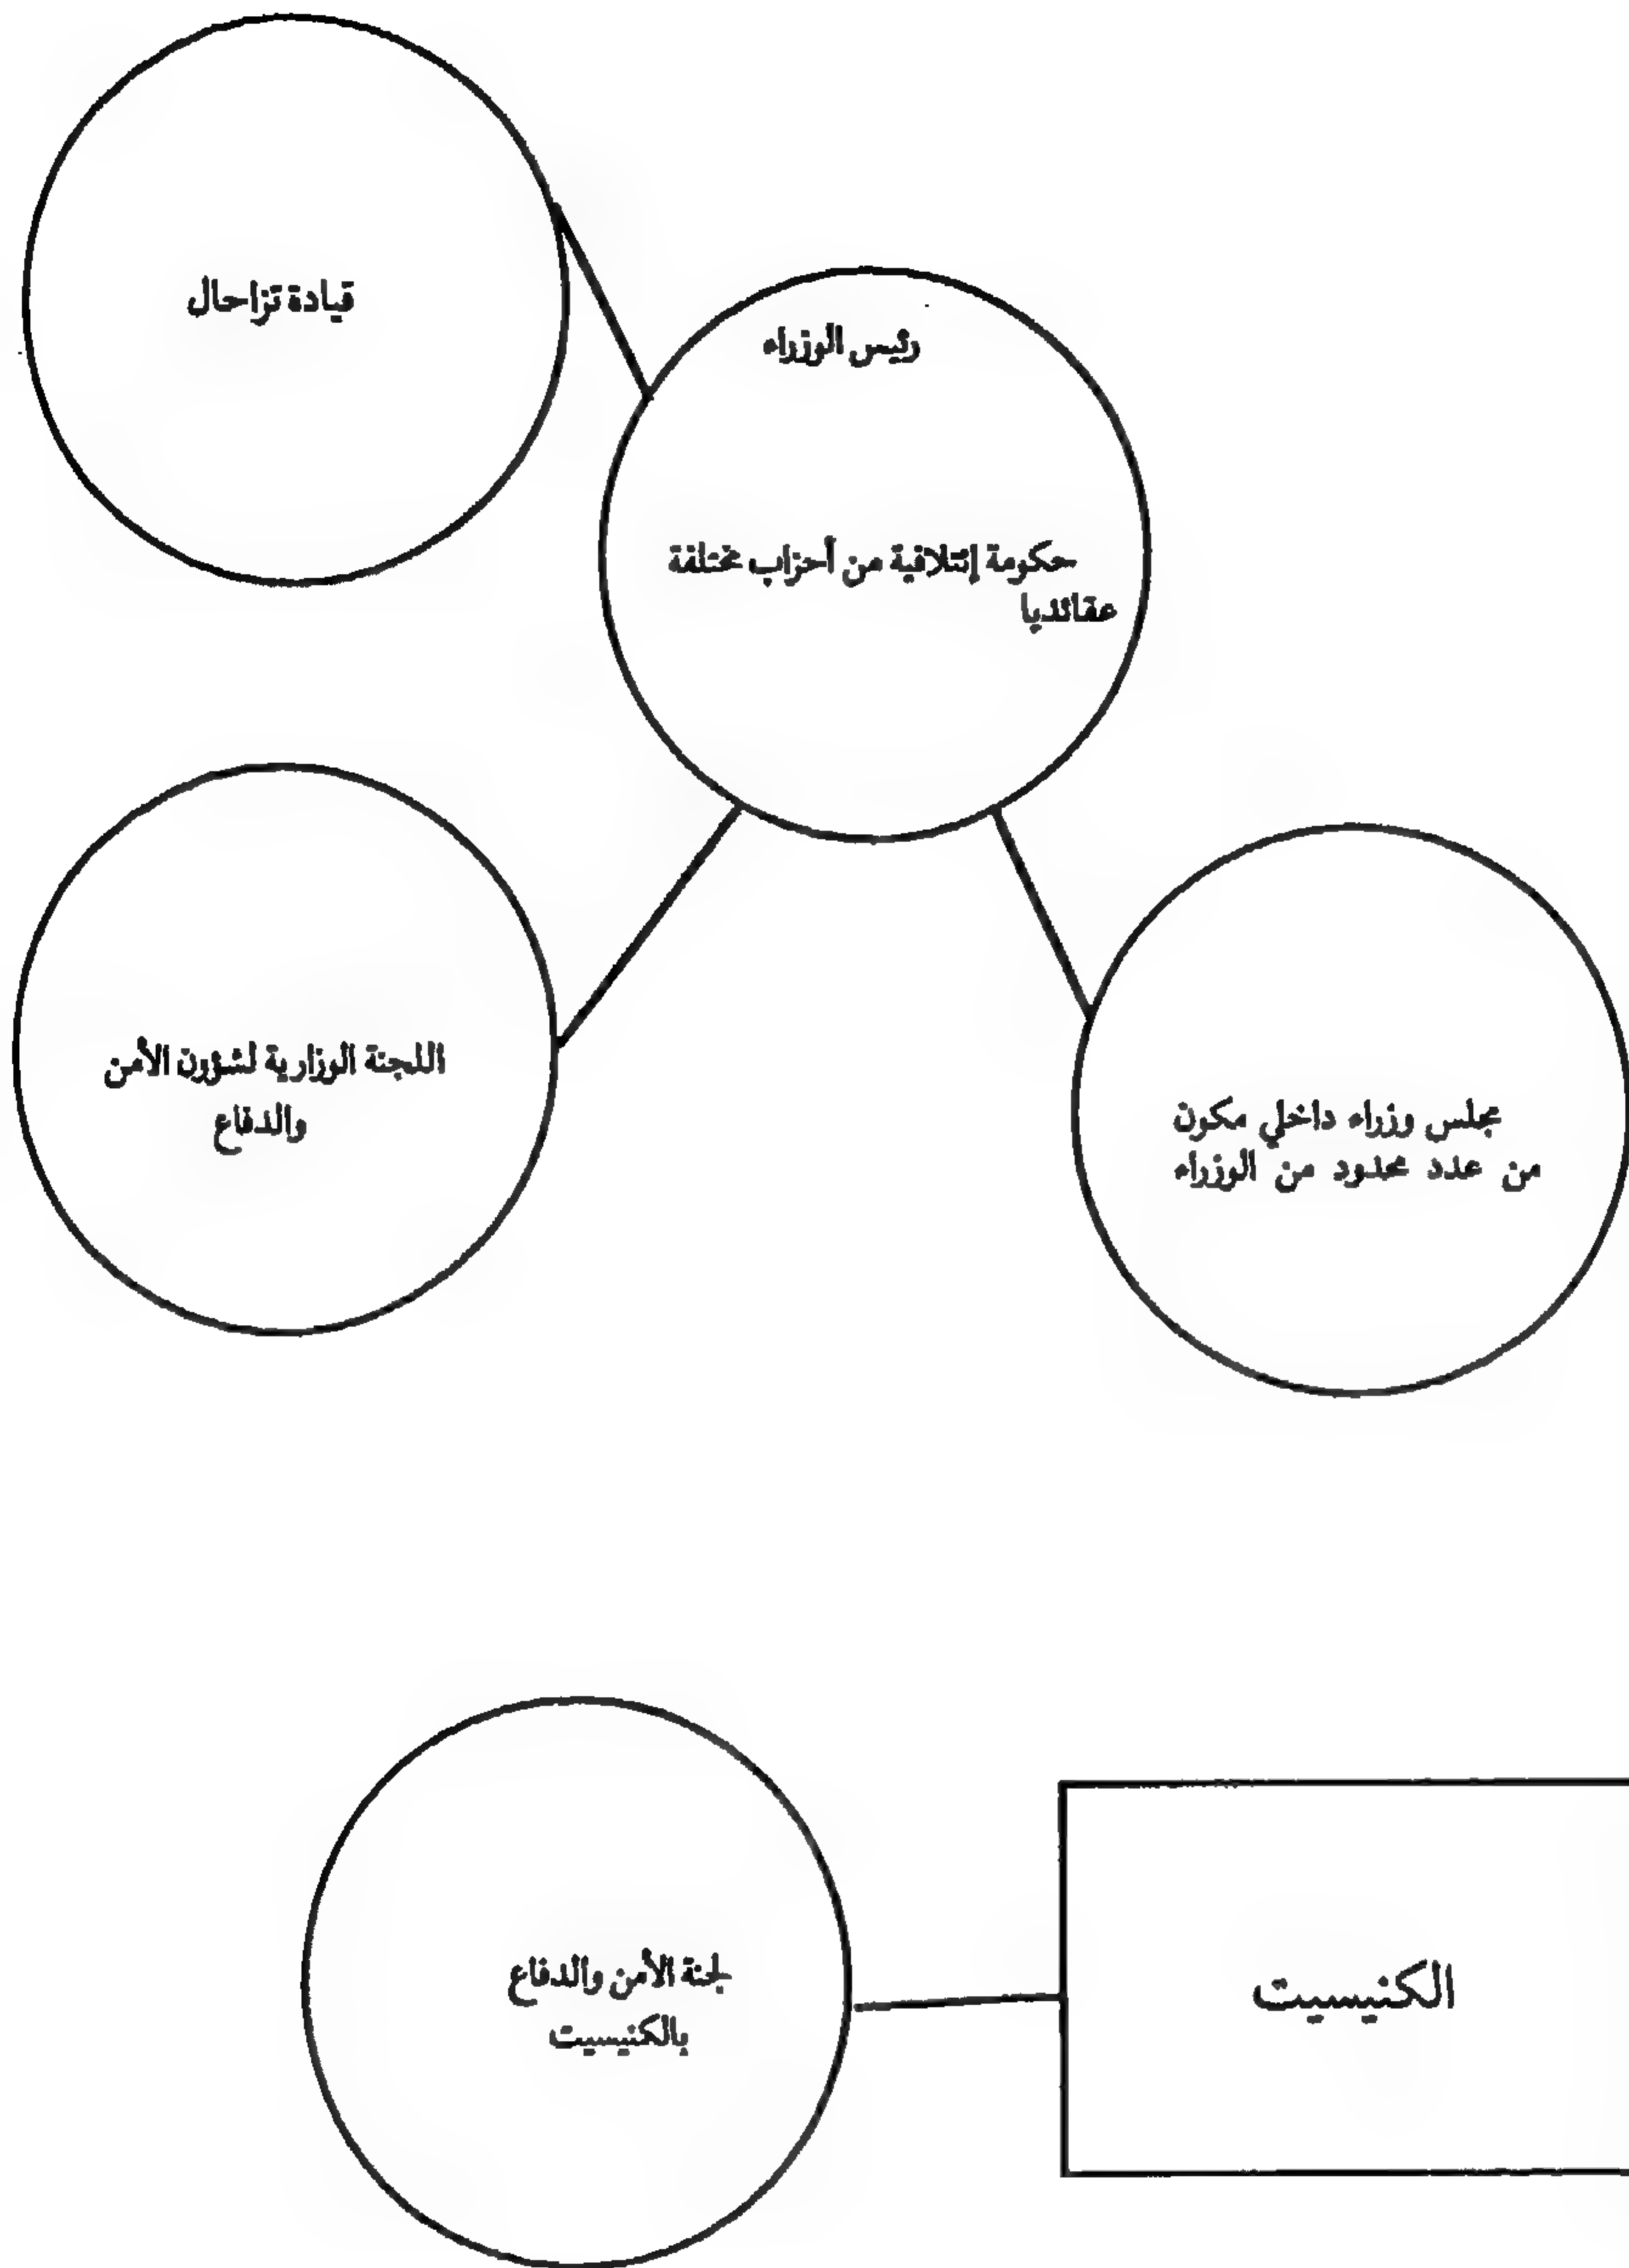 قيادة تزاحال
رئيس الوزراء
حكومة إئتلافية من أحزاب مختلفة
عقائديا
اللجنة الوزارية لشؤون الأمن
والدفاع
مجلس وزراء داخلي مكون
من عدد محدود من الوزراء
لجنة الأمن والدفاع
بالكنيسيت
الكنيسيت